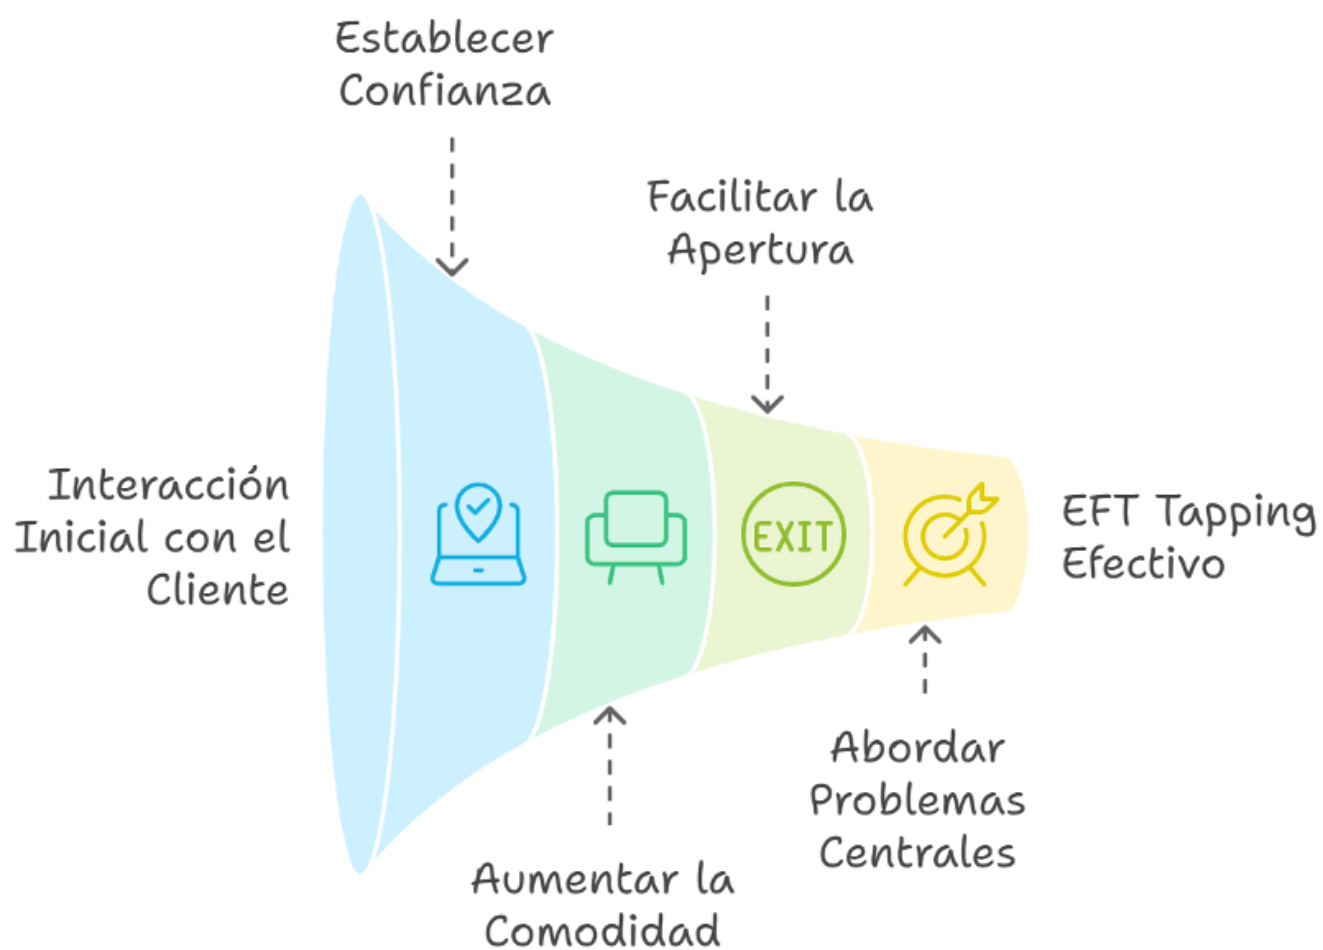 Establecer
Confianza
Facilitar la
Apertura
Interacción
Inicial con el
Cliente
EXIT
EFT Tapping
Efectivo
Abordar
Problemas
Centrales
Aumentar la
Comodidad